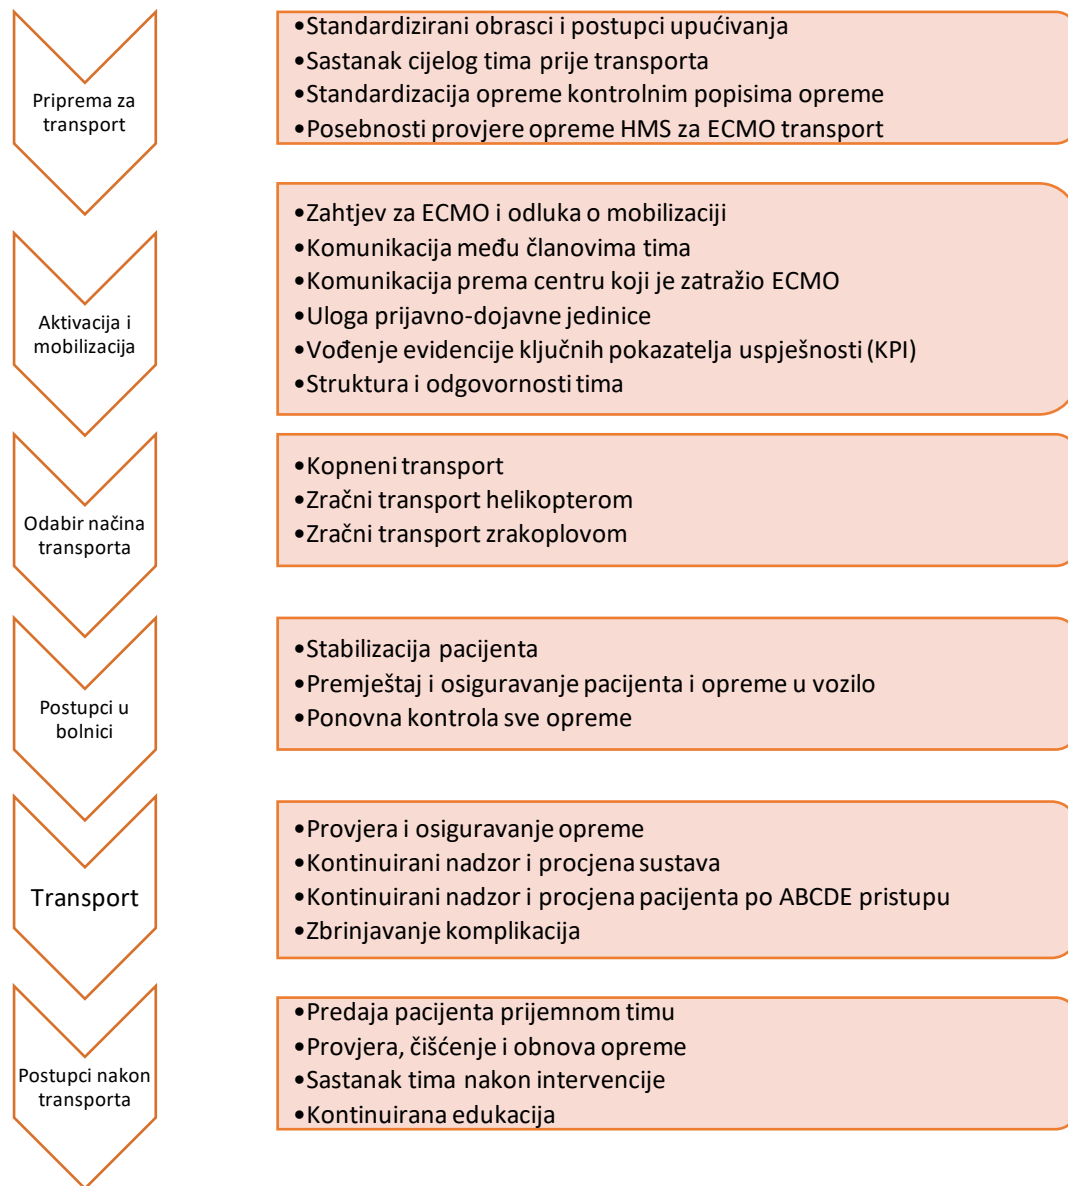 Priprema za
transport
•Standardizirani obrasci i postupci upućivanja
•Sastanak cijelog tima prije transporta
•Standardizacija opreme kontrolnim popisima opreme
•Posebnosti provjere opreme HMS za ECMO transport
Aktivacija i
mobilizacija
•Zahtjev za ECMO i odluka o mobilizaciji
•Komunikacija među članovima tima
•Komunikacija prema centru koji je zatražio ECMO
•Uloga prijavno-dojavne jedinice
•Vođenje evidencije ključnih pokazatelja uspješnosti (KPI)
•Struktura i odgovornosti tima
Odabir načina
transporta
•Kopneni transport
•Zračni transport helikopterom
•Zračni transport zrakoplovom
Postupci u
bolnici
•Stabilizacija pacijenta
•Premještaj i osiguravanje pacijenta i opreme u vozilo
•Ponovna kontrola sve opreme
Transport
•Provjera i osiguravanje opreme
•Kontinuirani nadzor i procjena sustava
•Kontinuirani nadzor i procjena pacijenta po ABCDE pristupu
•Zbrinjavanje komplikacija
Postupci nakon
transporta
•Predaja pacijenta prijemnom timu
•Provjera, čišćenje i obnova opreme
•Sastanak tima nakon intervencije
•Kontinuirana edukacija